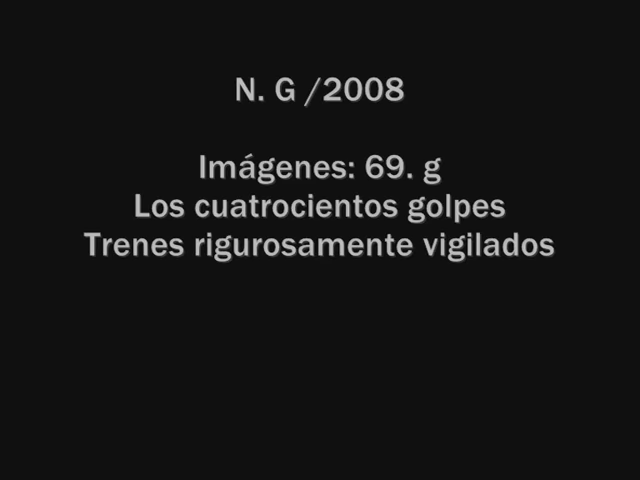 N. G /2008
Imágenes: 69. g
Los cuatrocientos golpes
Trenes rigurosamente vigilados